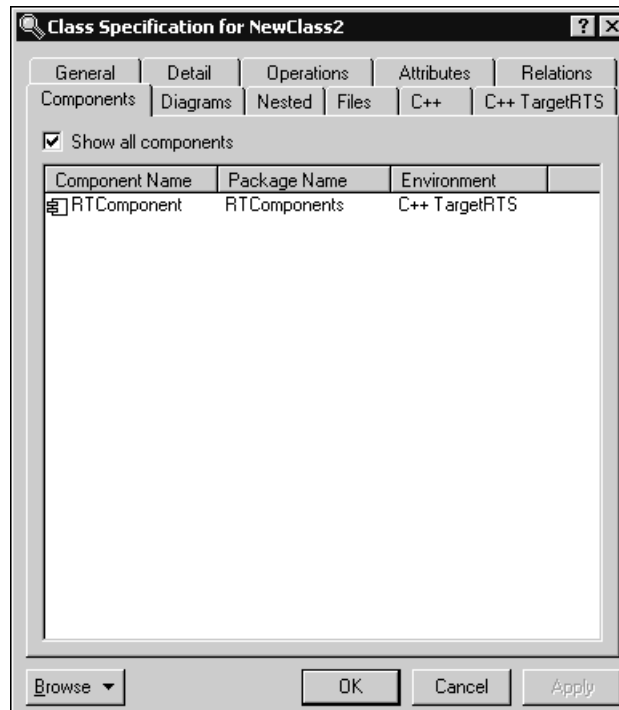 Class Specification for NewClass2
General Detail Operations Attributes Relations
Components Diagrams Nested Files C++ C++ TargetRTS
Show all components
Component Name Package Name Environment
RTComponent RTComponents C++ TargetRTS
Browse OK Cancel Apply